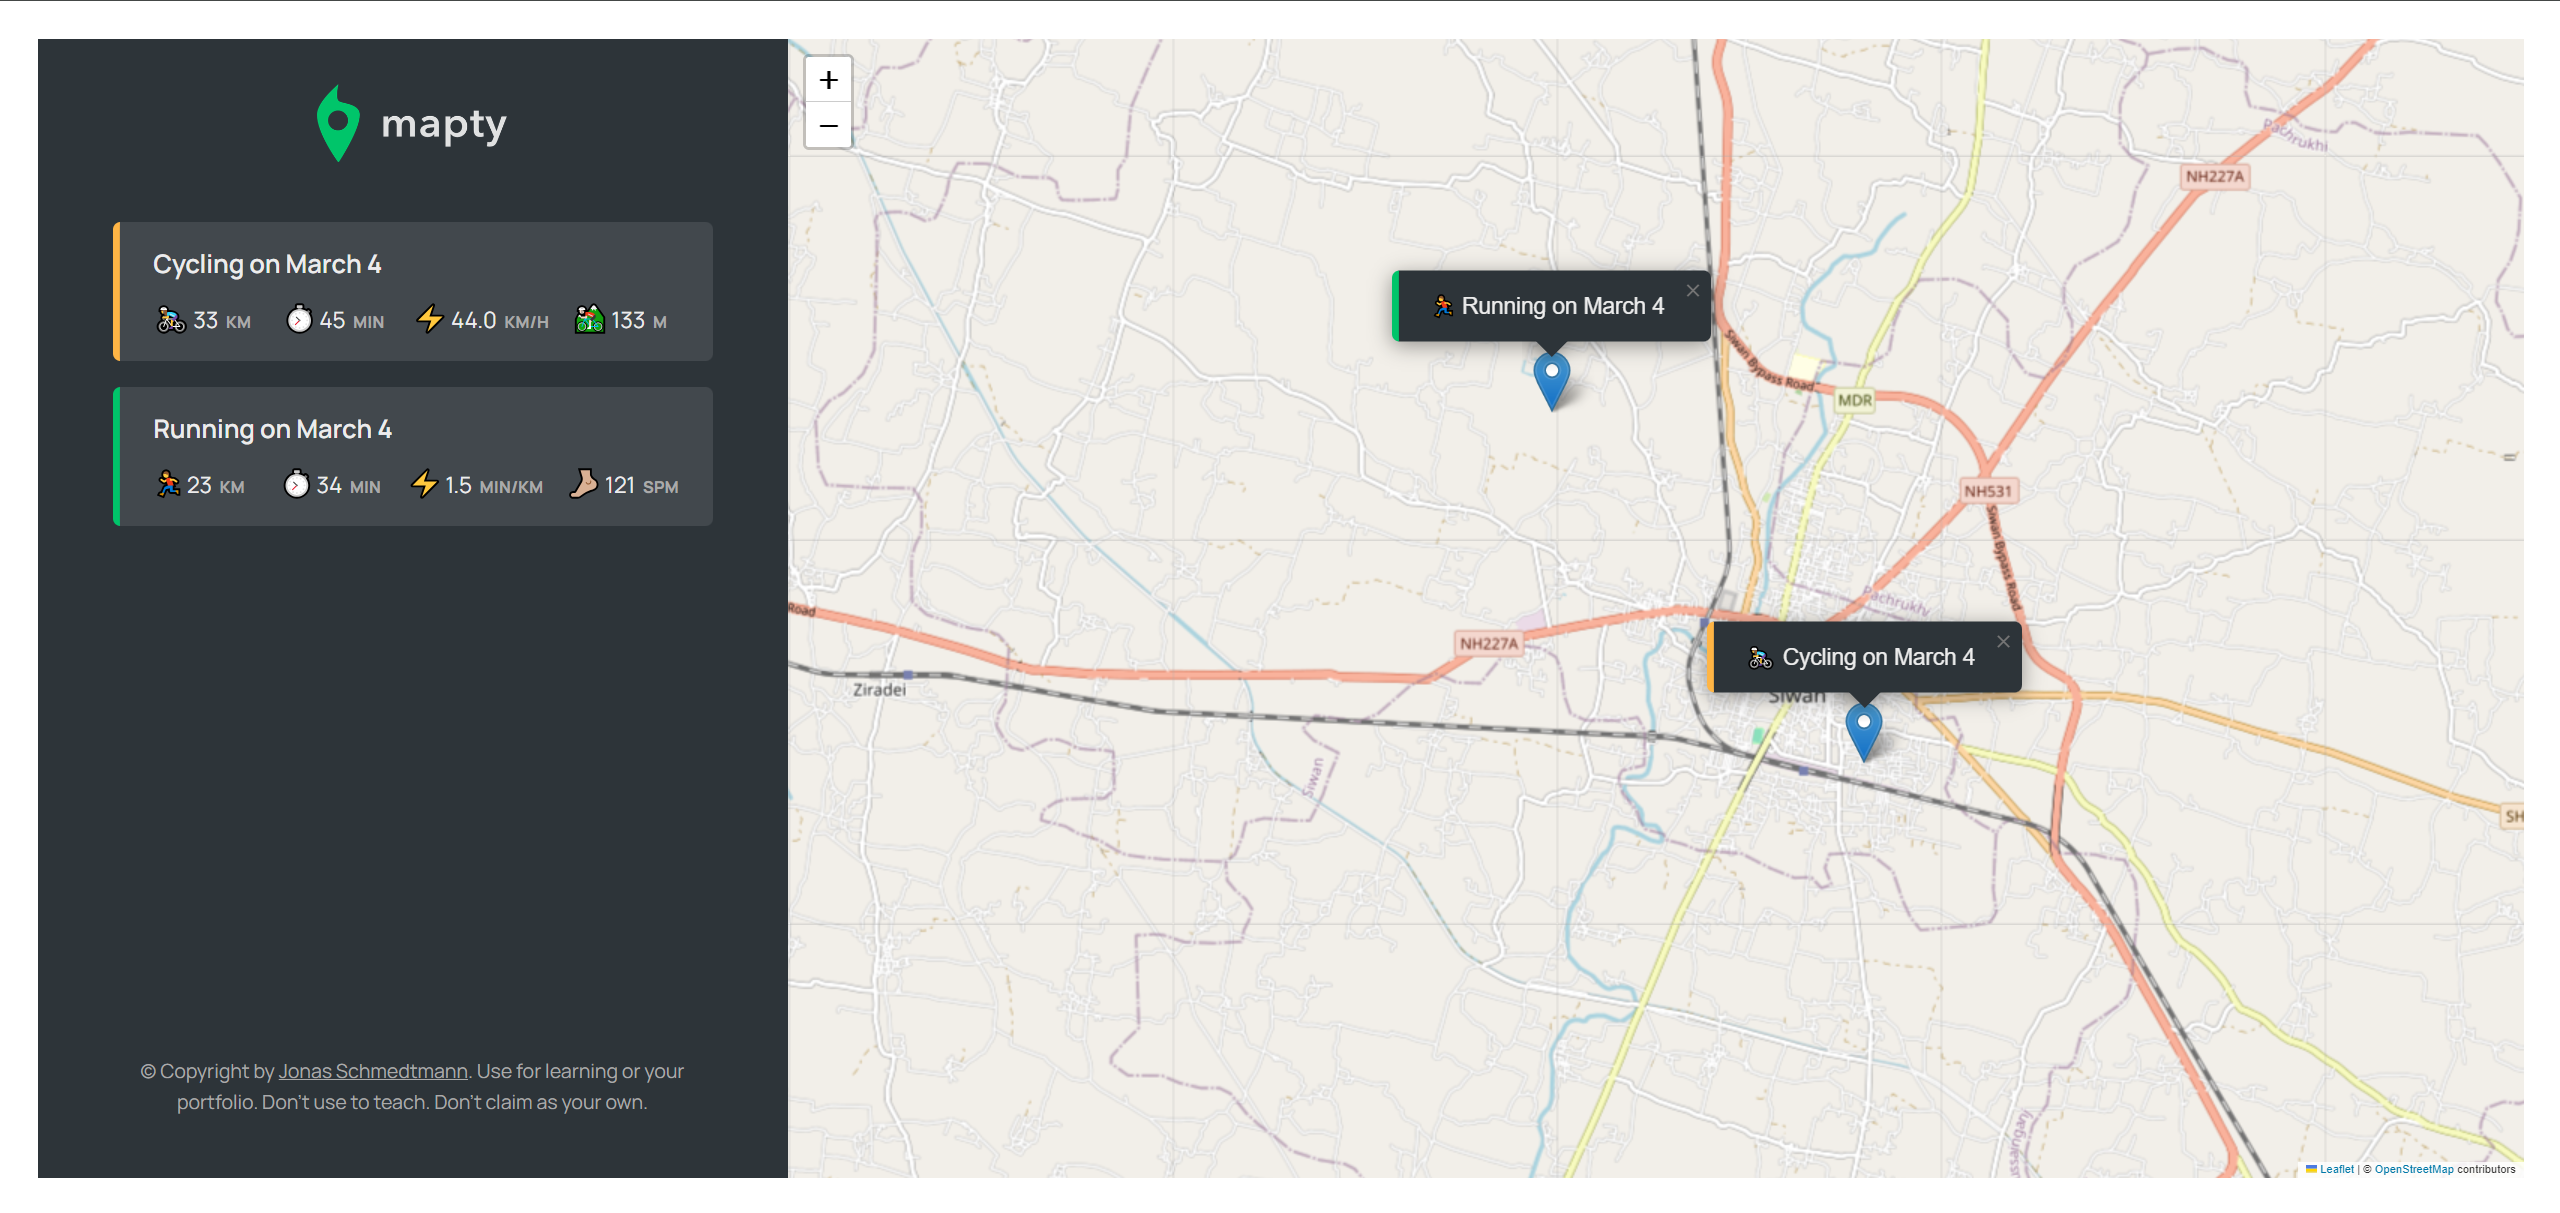 mapty
Cycling on March 4
33 KM 45 MIN 44.0 KM/H 133 M
Running on March 4
23 KM 34 MIN 1.5 MIN/KM 121 SPM
© Copyright by Jonas Schmedtmann. Use for learning or your
portfolio. Don't use to teach. Don't claim as your own.
+
−
Pachrukhi
NH227A
Running on March 4 ×
Siwan Bypass Road
MDR
NH531
Siwan Bypass Road
Pachrukhi
Road
NH227A
Cycling on March 4 ×
Ziradei
Siwan
Siwan
SH
Leaflet | © OpenStreetMap contributors